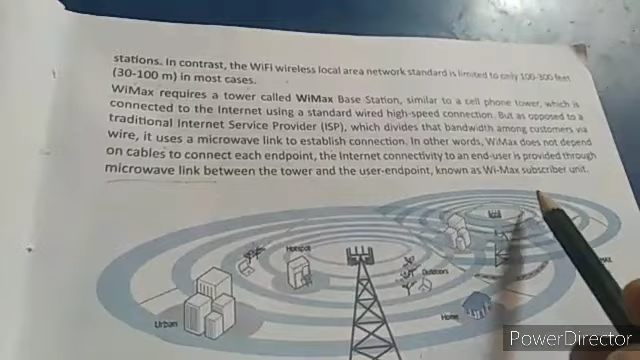 stations. In contrast, the WiFi wireless local area network standard is limited to only 100-300 feet
(30-100 m) in most cases.
WiMax requires a tower called WiMax Base Station, similar to a cell phone tower, which is
connected to the Internet using a standard wired high-speed connection. But as opposed to a
traditional Internet Service Provider (ISP), which divides that bandwidth among customers via
wire, it uses a microwave link to establish connection. In other words, WiMax does not depend
on cables to connect each endpoint, the Internet connectivity to an end-user is provided through
microwave link between the tower and the user-endpoint, known as Wi-Max subscriber unit.
Hotspot
Outdoors
Home
Urban
PowerDirector